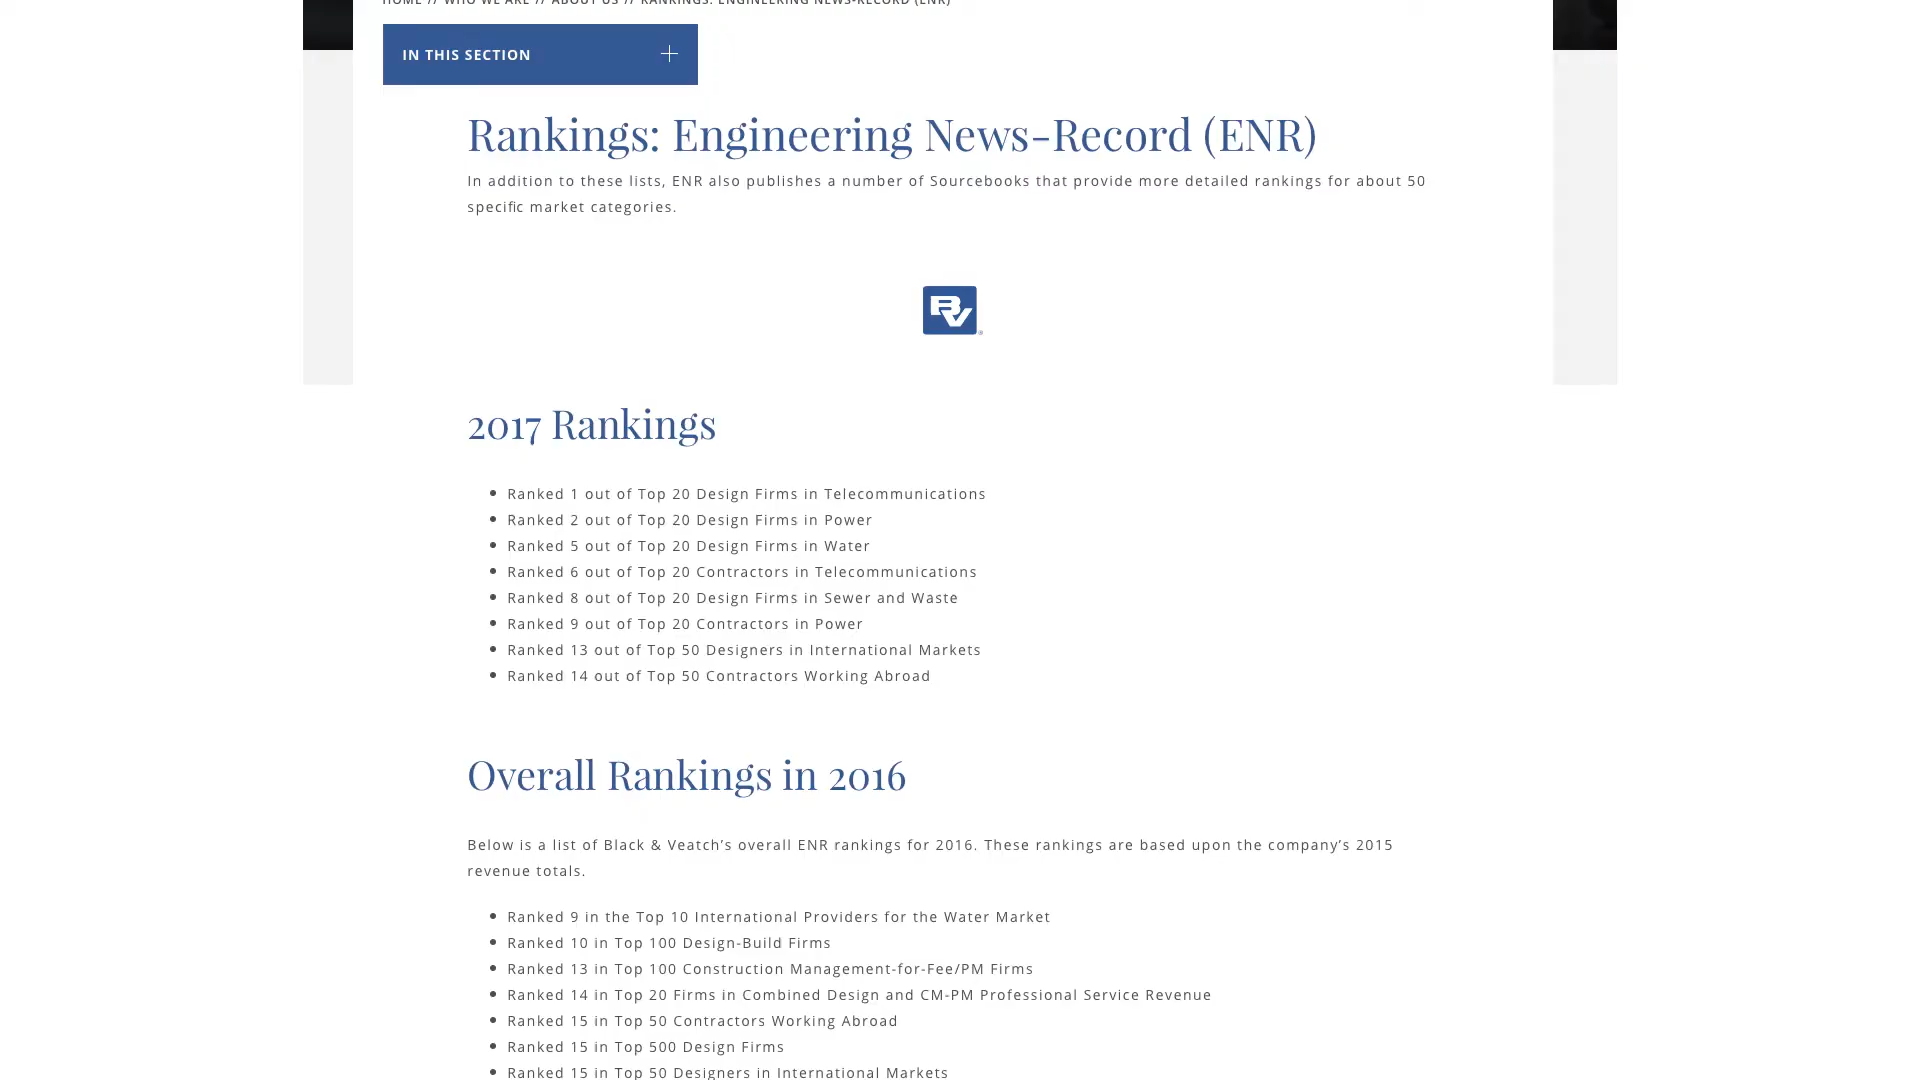 HOME // WHO WE ARE // ABOUT US // RANKINGS: ENGINEERING NEWS-RECORD (ENR)
IN THIS SECTION
Rankings: Engineering News-Record (ENR)
In addition to these lists, ENR also publishes a number of Sourcebooks that provide more detailed rankings for about 50
specific market categories.
BV
2017 Rankings
Ranked 1 out of Top 20 Design Firms in Telecommunications
Ranked 2 out of Top 20 Design Firms in Power
Ranked 5 out of Top 20 Design Firms in Water
Ranked 6 out of Top 20 Contractors in Telecommunications
Ranked 8 out of Top 20 Design Firms in Sewer and Waste
Ranked 9 out of Top 20 Contractors in Power
Ranked 13 out of Top 50 Designers in International Markets
Ranked 14 out of Top 50 Contractors Working Abroad
Overall Rankings in 2016
Below is a list of Black & Veatch’s overall ENR rankings for 2016. These rankings are based upon the company’s 2015
revenue totals.
Ranked 9 in the Top 10 International Providers for the Water Market
Ranked 10 in Top 100 Design-Build Firms
Ranked 13 in Top 100 Construction Management-for-Fee/PM Firms
Ranked 14 in Top 20 Firms in Combined Design and CM-PM Professional Service Revenue
Ranked 15 in Top 50 Contractors Working Abroad
Ranked 15 in Top 500 Design Firms
Ranked 15 in Top 50 Designers in International Markets